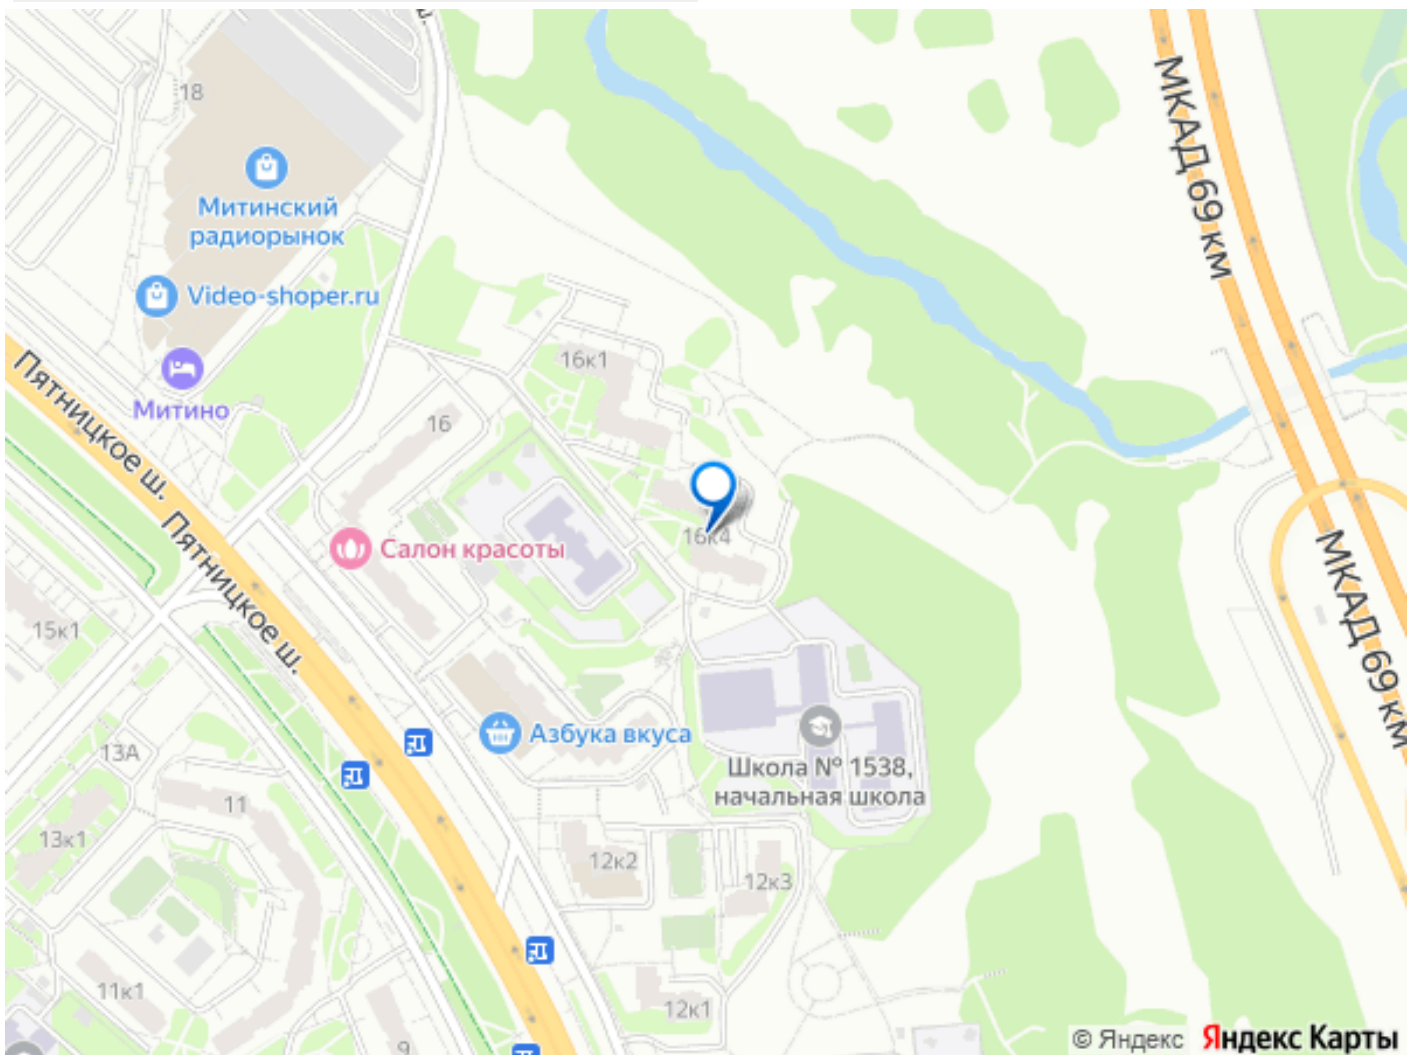 ш.
18
Митинский
радиорынок
Video-shoper.ru
Митино
МКАД 69 км
Пятницкое ш.
16к1
16
Пятницкое ш.
16к4
Салон красоты
МКАД 69 км
15к1
Азбука вкуса
13А
Школа № 1538,
начальная школа
11
13к1
12к2
12к3
11к1
12к1
9
© Яндекс Яндекс Карты